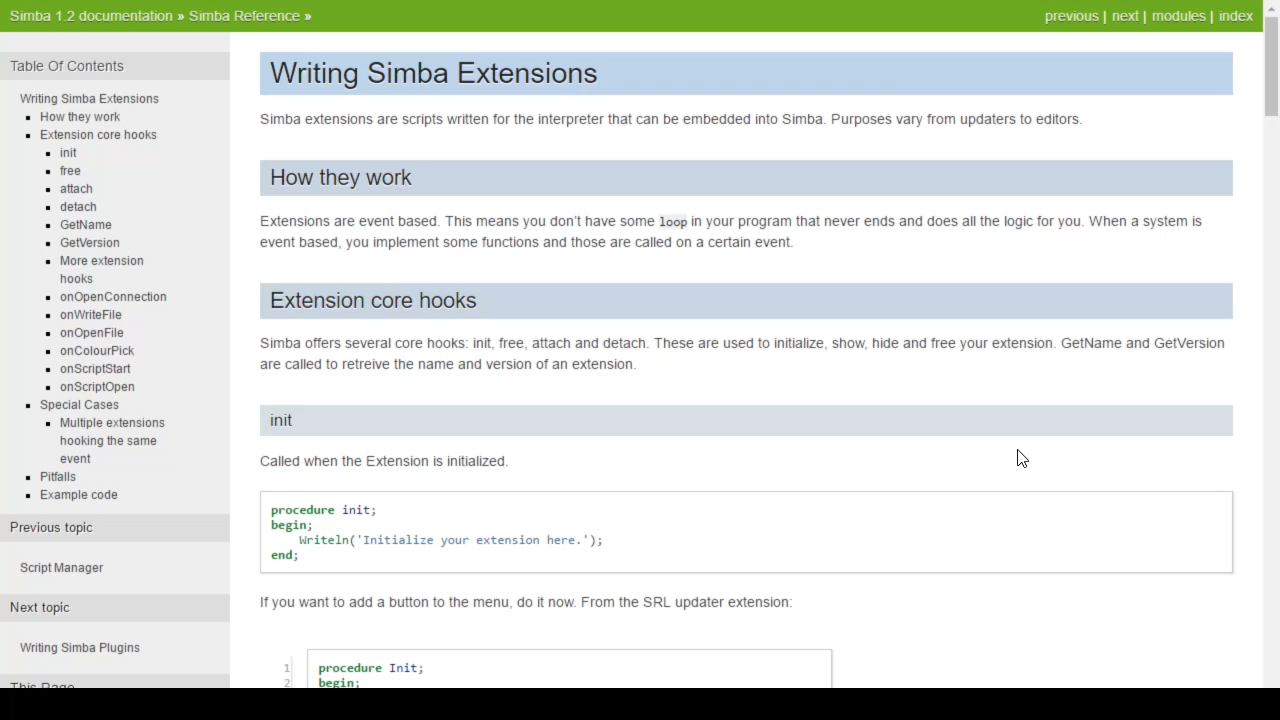 Simba 1.2 documentation » Simba Reference »
previous | next | modules | index
Table Of Contents
Writing Simba Extensions
How they work
Extension core hooks
init
free
attach
detach
GetName
GetVersion
More extension
hooks
onOpenConnection
onWriteFile
onOpenFile
onColourPick
onScriptStart
onScriptOpen
Special Cases
Multiple extensions
hooking the same
event
Pitfalls
Example code
Previous topic
Script Manager
Next topic
Writing Simba Plugins
This Page
Writing Simba Extensions
Simba extensions are scripts written for the interpreter that can be embedded into Simba. Purposes vary from updaters to editors.
How they work
Extensions are event based. This means you don't have some loop in your program that never ends and does all the logic for you. When a system is
event based, you implement some functions and those are called on a certain event.
Extension core hooks
Simba offers several core hooks: init, free, attach and detach. These are used to initialize, show, hide and free your extension. GetName and GetVersion
are called to retreive the name and version of an extension.
init
Called when the Extension is initialized.
procedure init;
begin;
    Writeln('Initialize your extension here.');
end;
If you want to add a button to the menu, do it now. From the SRL updater extension:
1 procedure Init;
2 begin;